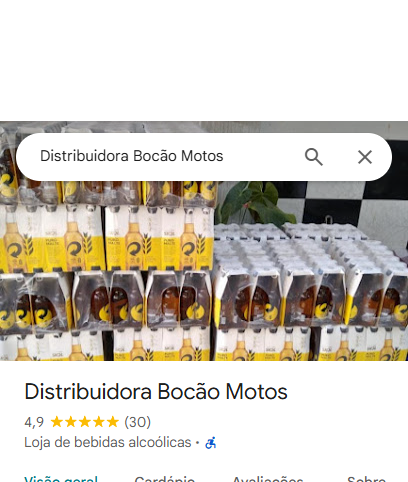 Distribuidora Bocão Motos
Distribuidora Bocão Motos
4,9 (30)
Loja de bebidas alcoólicas ·
Visão geral Cardápio Avaliações Sobre